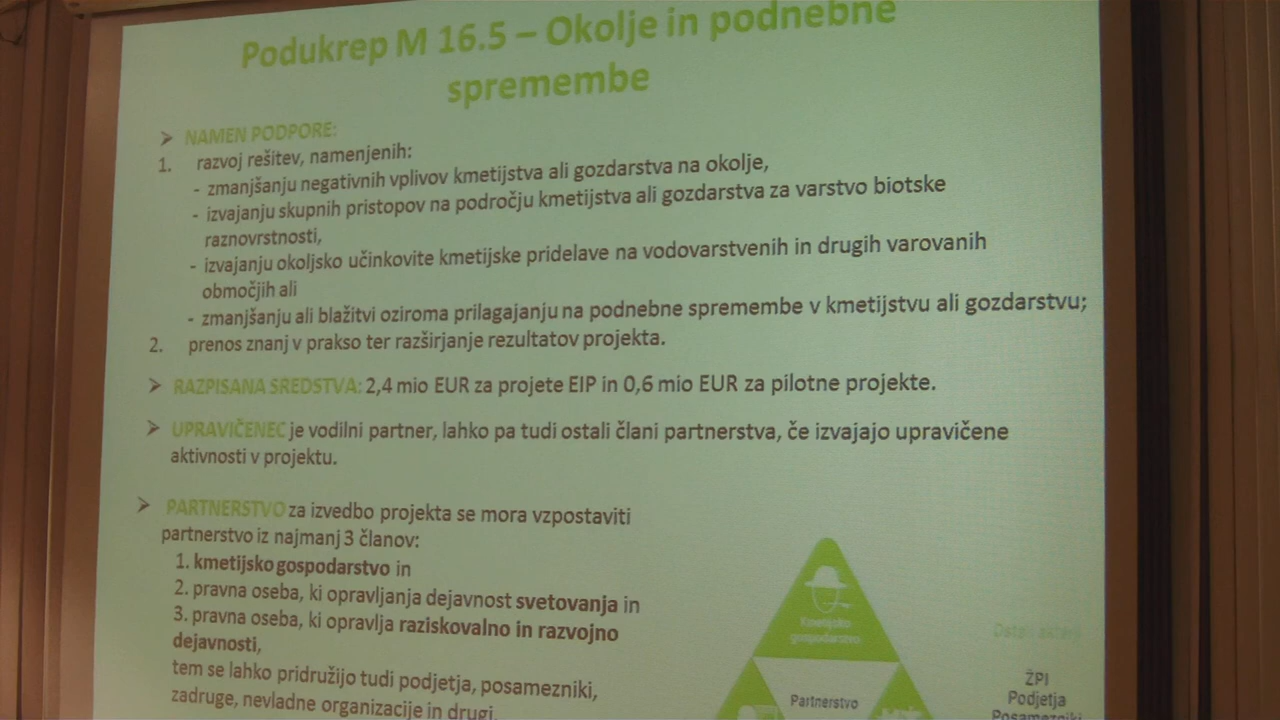 Podukrep M 16.5 – Okolje in podnebne
spremembe
➢ NAMEN PODPORE:
1. razvoj rešitev, namenjenih:
- zmanjšanju negativnih vplivov kmetijstva ali gozdarstva na okolje,
- izvajanju skupnih pristopov na področju kmetijstva ali gozdarstva za varstvo biotske
raznovrstnosti,
- izvajanju okoljsko učinkovite kmetijske pridelave na vodovarstvenih in drugih varovanih
območjih ali
- zmanjšanju ali blažitvi oziroma prilagajanju na podnebne spremembe v kmetijstvu ali gozdarstvu;
2. prenos znanj v prakso ter razširjanje rezultatov projekta.
➢ RAZPISANA SREDSTVA: 2,4 mio EUR za projete EIP in 0,6 mio EUR za pilotne projekte.
➢ UPRAVIČENEC je vodilni partner, lahko pa tudi ostali člani partnerstva, če izvajajo upravičene
aktivnosti v projektu.
➢ PARTNERSTVO za izvedbo projekta se mora vzpostaviti
partnerstvo iz najmanj 3 članov:
1. kmetijsko gospodarstvo in
2. pravna oseba, ki opravljanja dejavnost svetovanja in
3. pravna oseba, ki opravlja raziskovalno in razvojno
dejavnosti,
tem se lahko pridružijo tudi podjetja, posamezniki,
zadruge, nevladne organizacije in drugi.
Kmetijsko
gospodarstvo
Partnerstvo
Ostali akterji
ŽPI
Podjetja
Posamezniki